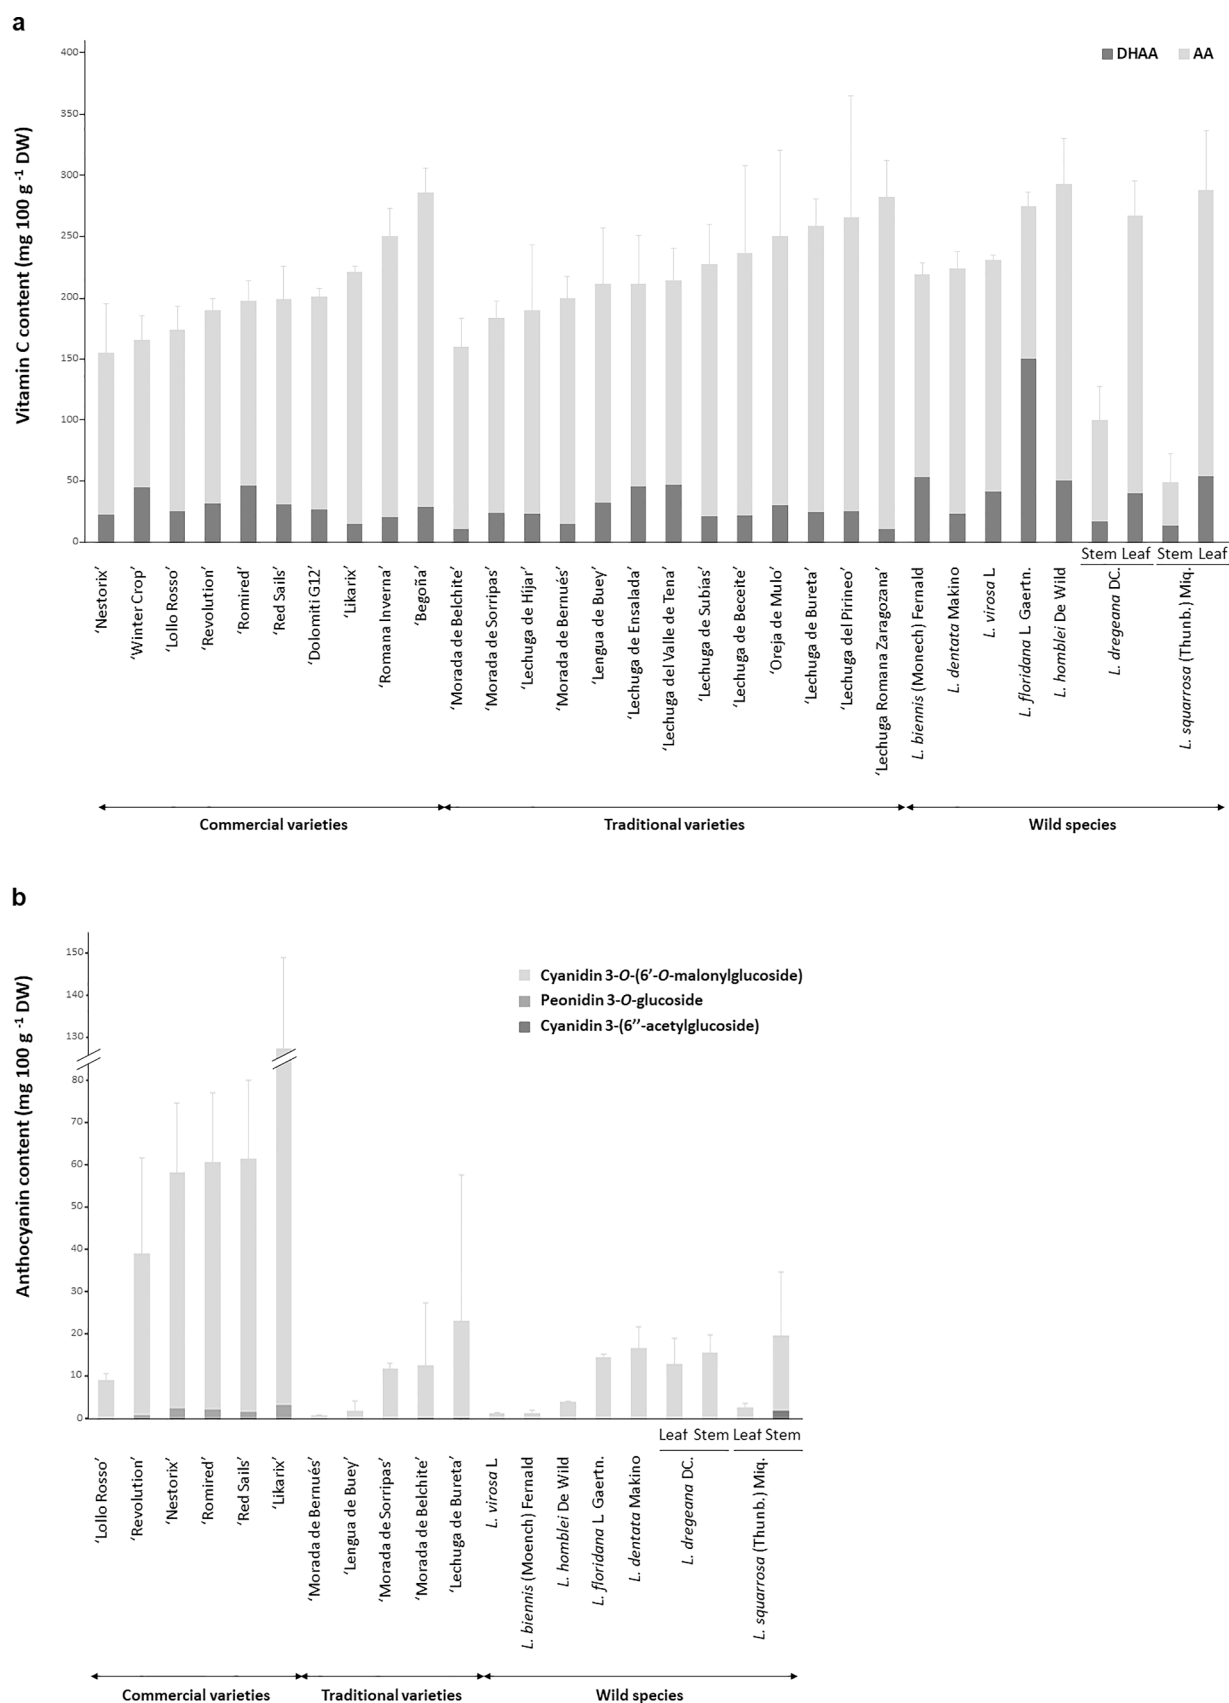 a
DHAA AA
Vitamin C content (mg 100 g -1 DW)
400
350
300
250
200
150
100
50
0
Stem Leaf Stem Leaf
‘Nestorix’
‘Winter Crop’
‘Lollo Rosso’
‘Revolution’
‘Romired’
‘Red Sails’
‘Dolomiti G12’
‘Likarix’
‘Romana Inverna’
‘Begoña’
‘Morada de Belchite’
‘Morada de Sorripas’
‘Lechuga de Hijar’
‘Morada de Bernués’
‘Lengua de Buey’
‘Lechuga de Ensalada’
‘Lechuga del Valle de Tena’
‘Lechuga de Subias’
‘Lechuga de Beceite’
‘Oreja de Mulo’
‘Lechuga de Bureta’
‘Lechuga del Pirineo’
‘Lechuga Romana Zaragozana’
L. biennis (Monech) Fernald
L. dentata Makino
L. virosa L.
L. floridana L Gaertn.
L. homblei De Wild
L. dregeana DC.
L. squarrosa (Thunb.) Miq.
Commercial varieties Traditional varieties Wild species
b
Anthocyanin content (mg 100 g -1 DW)
150
140
130
80
70
60
50
40
30
20
10
0
Cyanidin 3-O-(6’-O-malonylglucoside)
Peonidin 3-O-glucoside
Cyanidin 3-(6’’-acetylglucoside)
Leaf Stem Leaf Stem
‘Lollo Rosso’
‘Revolution’
‘Nestorix’
‘Romired’
‘Red Sails’
‘Likarix’
‘Morada de Bernués’
‘Lengua de Buey’
‘Morada de Sorripas’
‘Morada de Belchite’
‘Lechuga de Bureta’
L. virosa L.
L. biennis (Moench) Fernald
L. homblei De Wild
L. floridana L Gaertn.
L. dentata Makino
L. dregeana DC.
L. squarrosa (Thunb.) Miq.
Commercial varieties Traditional varieties Wild species